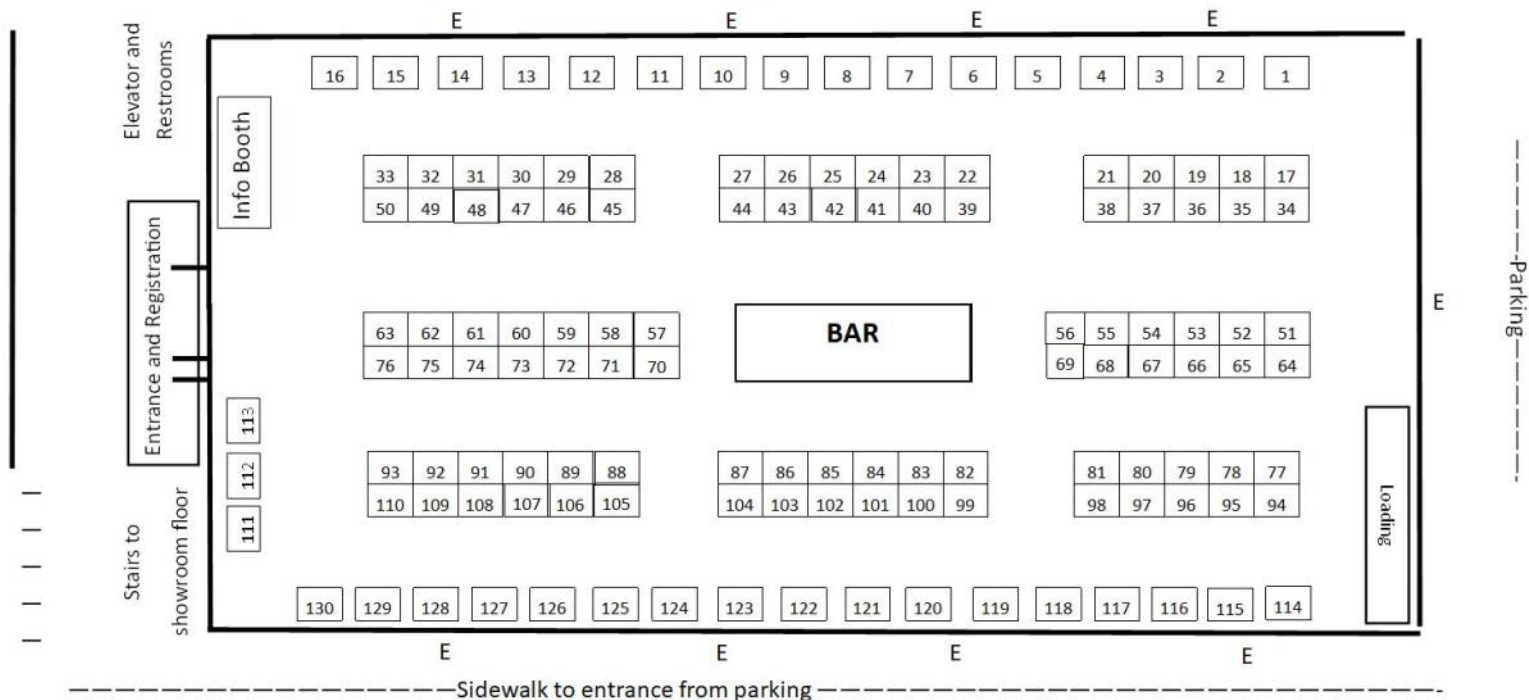 E E E E
Elevator and
Restrooms
16 15 14 13 12 11 10 9 8 7 6 5 4 3 2 1
Info Booth
33 32 31 30 29 28 27 26 25 24 23 22 21 20 19 18 17
50 49 48 47 46 45 44 43 42 41 40 39 38 37 36 35 34
Entrance and Registration
E
Parking
63 62 61 60 59 58 57 BAR 56 55 54 53 52 51
76 75 74 73 72 71 70 69 68 67 66 65 64
113
112
111
93 92 91 90 89 88 87 86 85 84 83 82 81 80 79 78 77
110 109 108 107 106 105 104 103 102 101 100 99 98 97 96 95 94
Loading
Stairs to
showroom floor
130 129 128 127 126 125 124 123 122 121 120 119 118 117 116 115 114
E E E E
Sidewalk to entrance from parking